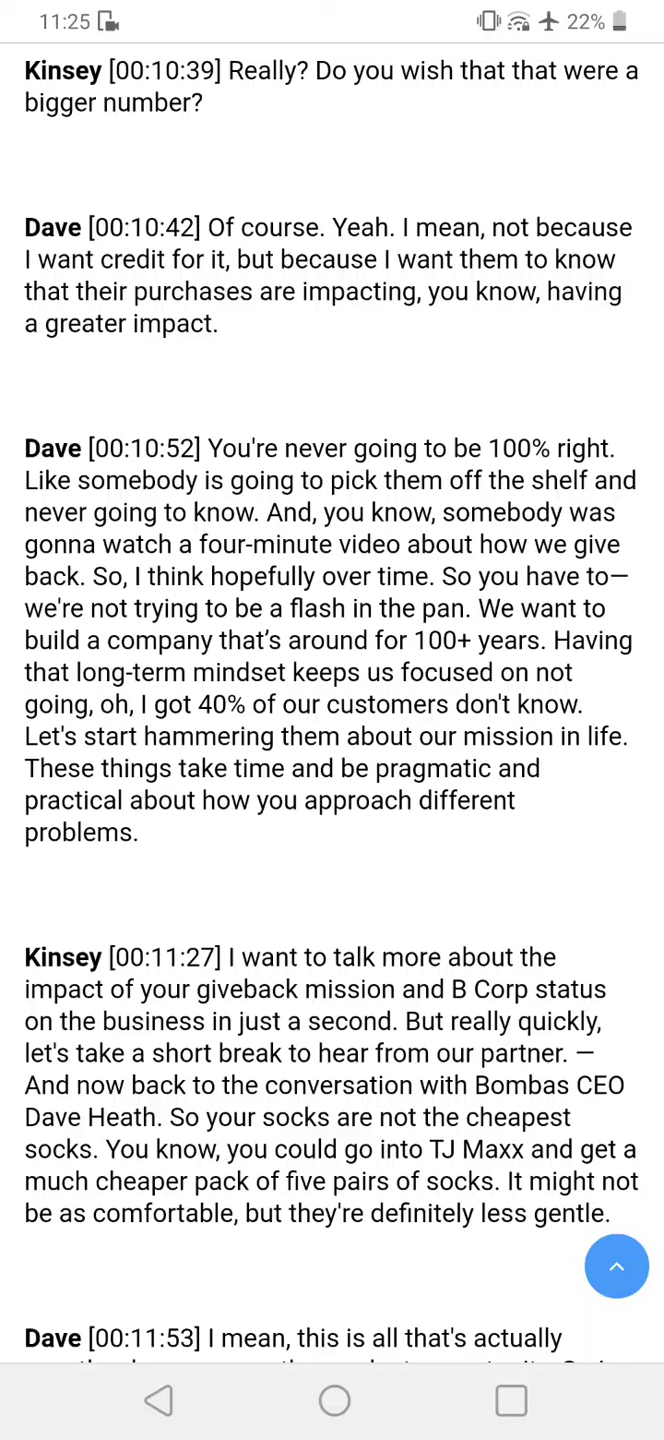 11:25
22%
Kinsey [00:10:39] Really? Do you wish that that were a
bigger number?
Dave [00:10:42] Of course. Yeah. I mean, not because
I want credit for it, but because I want them to know
that their purchases are impacting, you know, having
a greater impact.
Dave [00:10:52] You're never going to be 100% right.
Like somebody is going to pick them off the shelf and
never going to know. And, you know, somebody was
gonna watch a four-minute video about how we give
back. So, I think hopefully over time. So you have to—
we're not trying to be a flash in the pan. We want to
build a company that’s around for 100+ years. Having
that long-term mindset keeps us focused on not
going, oh, I got 40% of our customers don't know.
Let's start hammering them about our mission in life.
These things take time and be pragmatic and
practical about how you approach different
problems.
Kinsey [00:11:27] I want to talk more about the
impact of your giveback mission and B Corp status
on the business in just a second. But really quickly,
let's take a short break to hear from our partner. —
And now back to the conversation with Bombas CEO
Dave Heath. So your socks are not the cheapest
socks. You know, you could go into TJ Maxx and get a
much cheaper pack of five pairs of socks. It might not
be as comfortable, but they're definitely less gentle.
Dave [00:11:53] I mean, this is all that's actually